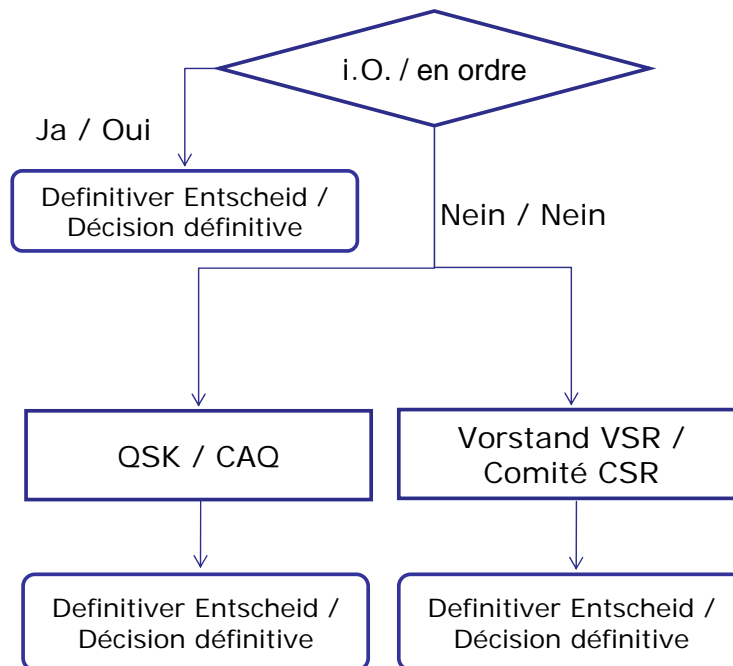 i.O. / en ordre
Ja / Oui
Definitiver Entscheid /
Décision définitive
Nein / Nein
QSK / CAQ
Vorstand VSR /
Comité CSR
Definitiver Entscheid /
Décision définitive
Definitiver Entscheid /
Décision définitive